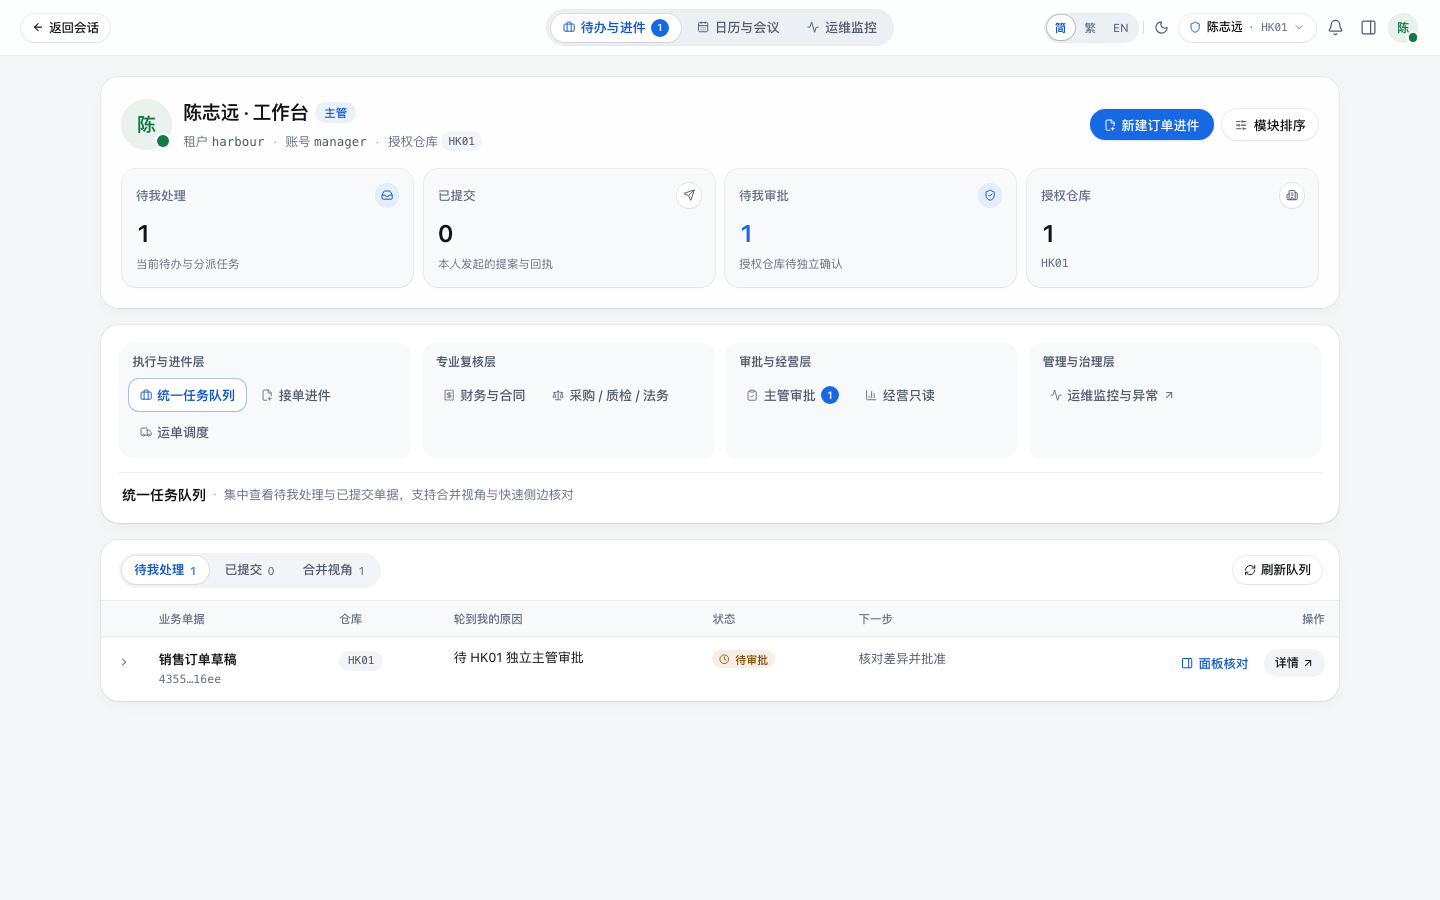 返回会话
待办与进件 1 日历与会议 运维监控
简 繁 EN 陈志远 · HK01 陈
陈
陈志远 · 工作台 主管
租户 harbour · 账号 manager · 授权仓库 HK01
新建订单进件 模块排序
待我处理
1
当前待办与分派任务
已提交
0
本人发起的提案与回执
待我审批
1
授权仓库待独立确认
授权仓库
1
HK01
执行与进件层
统一任务队列 接单进件
运单调度
专业复核层
财务与合同 采购 / 质检 / 法务
审批与经营层
主管审批 1 经营只读
管理与治理层
运维监控与异常
统一任务队列 · 集中查看待我处理与已提交单据，支持合并视角与快速侧边核对
待我处理 1 已提交 0 合并视角 1 刷新队列
业务单据 仓库 轮到我的原因 状态 下一步 操作
销售订单草稿 HK01 待 HK01 独立主管审批 待审批 核对差异并批准 面板核对 详情
4355…16ee